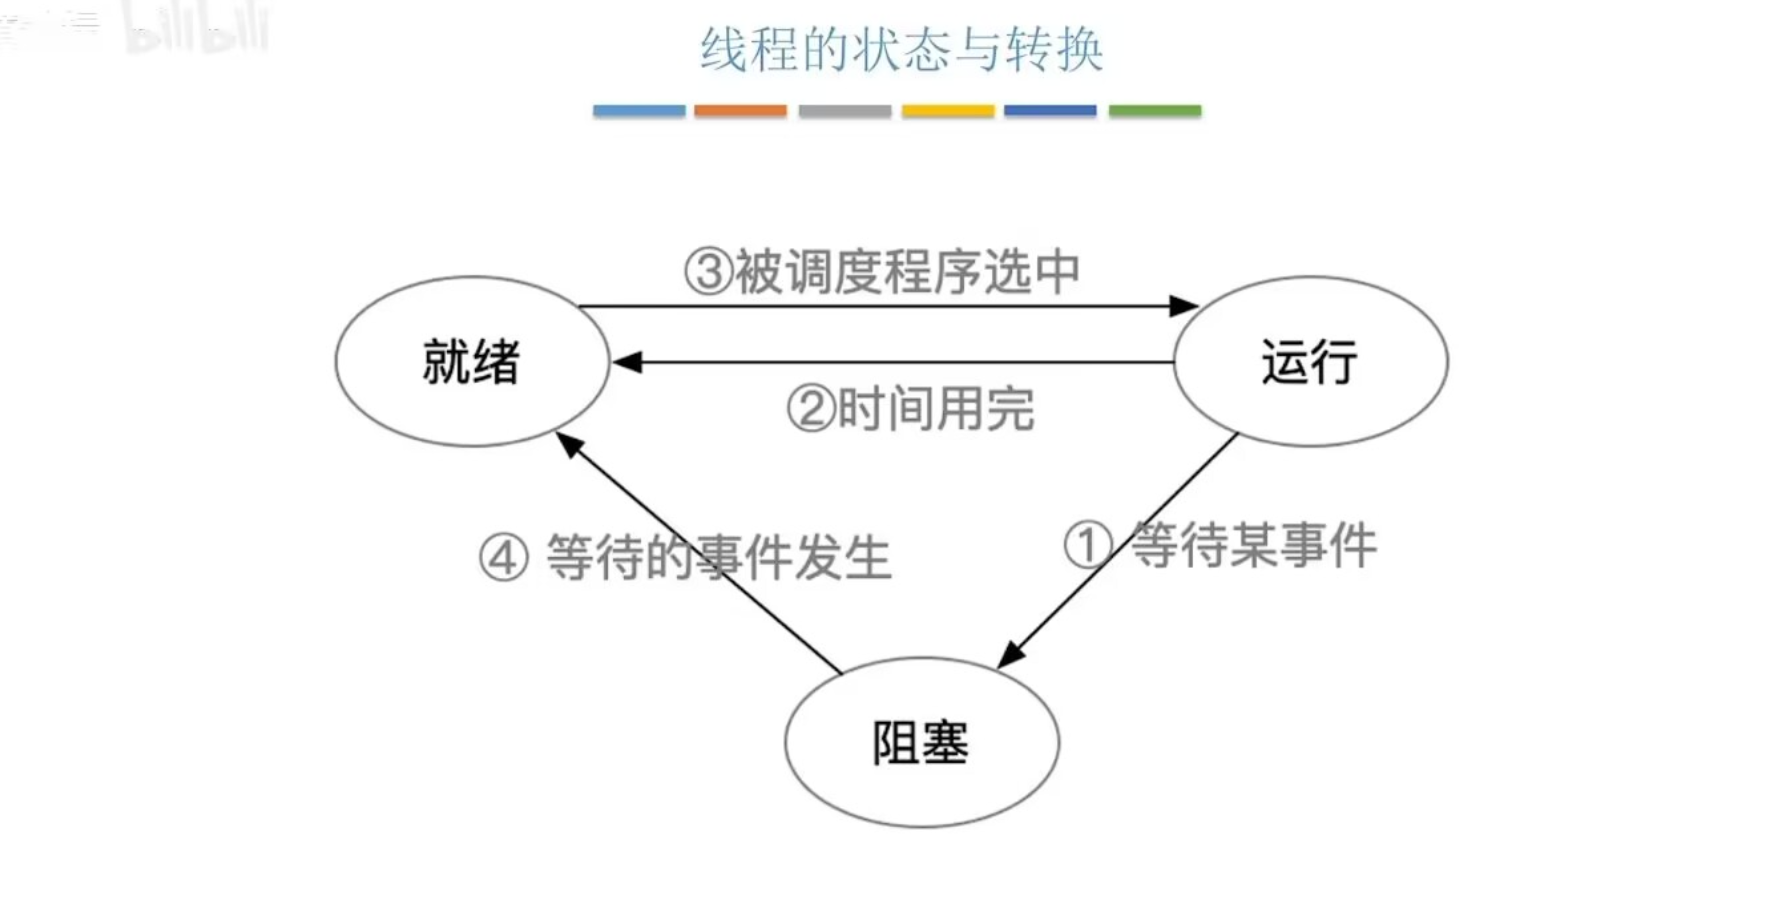 bilibili
线程的状态与转换
③被调度程序选中
就绪
运行
②时间用完
④ 等待的事件发生
① 等待某事件
阻塞